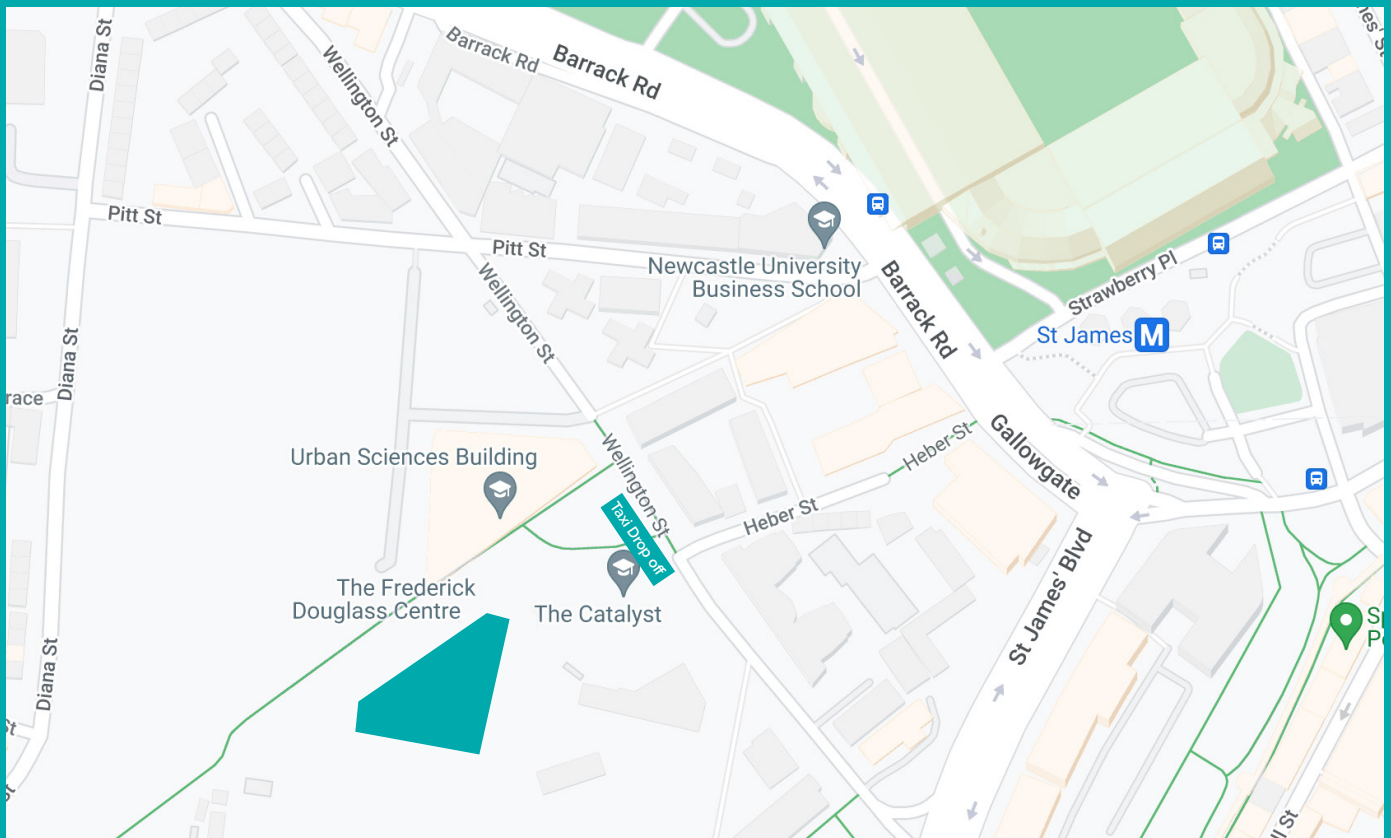 Diana St
Wellington St
Barrack Rd
Barrack Rd
Pitt St
Pitt St
Newcastle University
Business School
Wellington St
Barrack Rd
Strawberry Pl
St James
M
Diana St
race
Urban Sciences Building
Wellington St
Gallowgate
Heber St
Heber St
Taxi Drop off
The Frederick
Douglass Centre
The Catalyst
St James' Blvd
Diana St
St
St